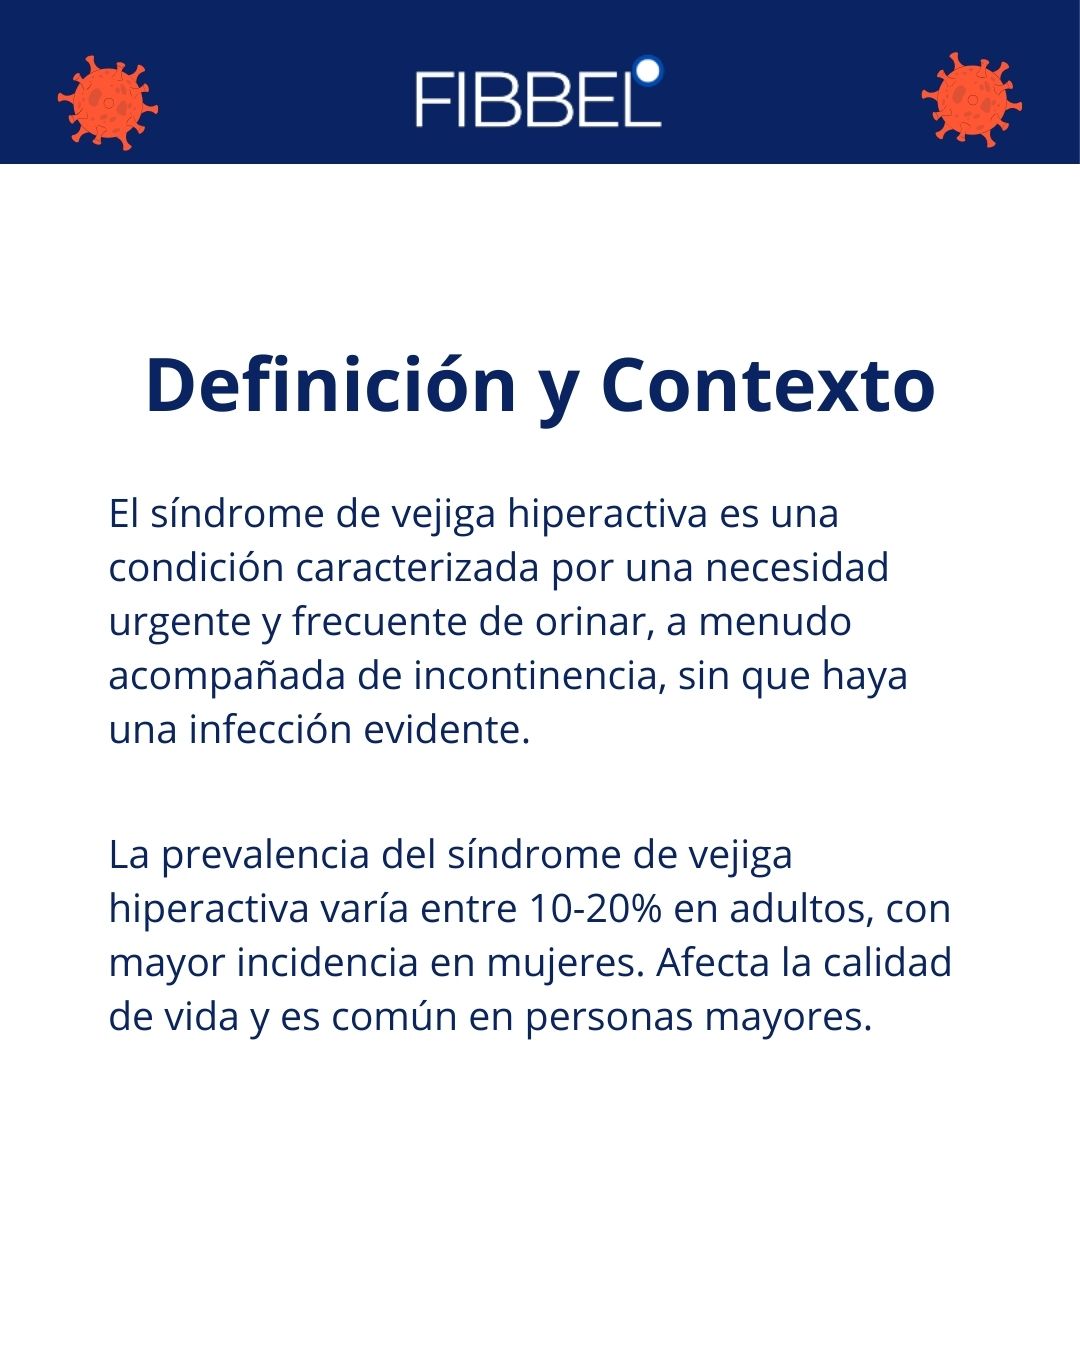 FIBBEL
Definición y Contexto
El síndrome de vejiga hiperactiva es una
condición caracterizada por una necesidad
urgente y frecuente de orinar, a menudo
acompañada de incontinencia, sin que haya
una infección evidente.
La prevalencia del síndrome de vejiga
hiperactiva varía entre 10-20% en adultos, con
mayor incidencia en mujeres. Afecta la calidad
de vida y es común en personas mayores.